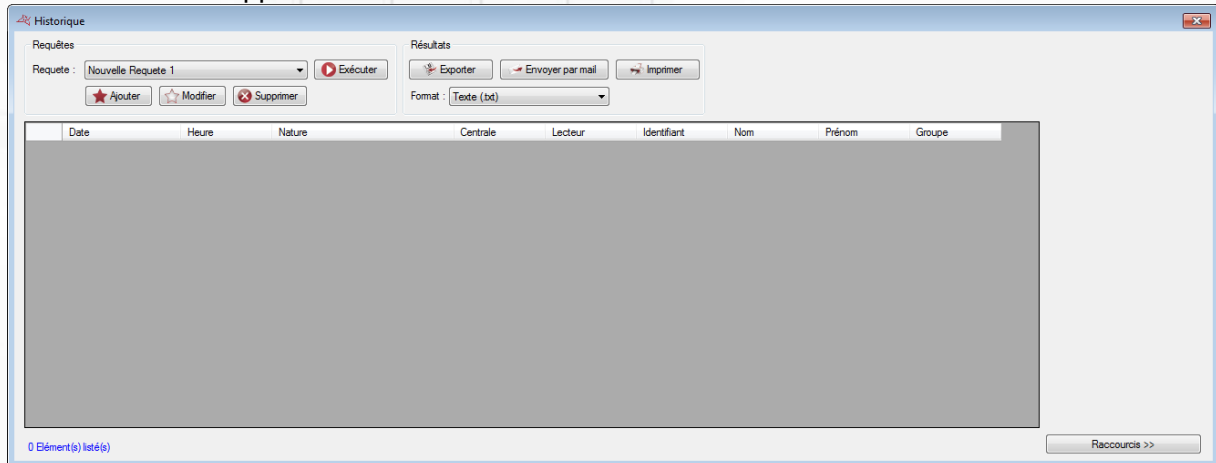 Historique
Requêtes
Requete : Nouvelle Requete 1 Exécuter
Ajouter Modifier Supprimer
Résultats
Exporter Envoyer par mail Imprimer
Format : Texte (.txt)
Date Heure Nature Centrale Lecteur Identifiant Nom Prénom Groupe
0 Elément(s) listé(s)
Raccourcis >>